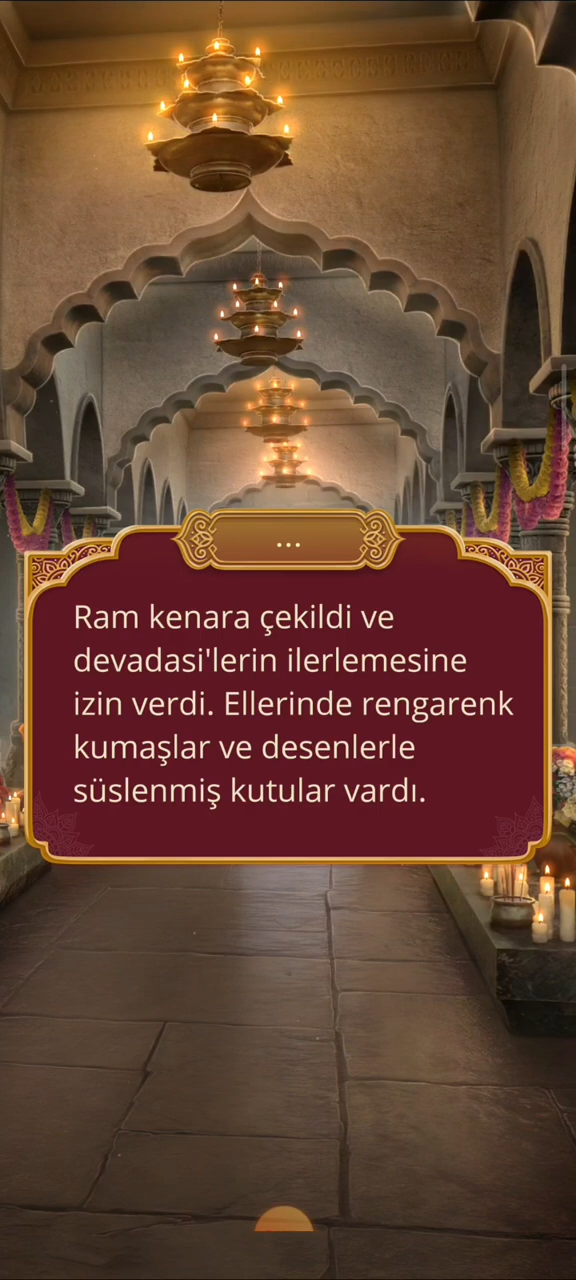 ...
Ram kenara çekildi ve
devadasi'lerin ilerlemesine
izin verdi. Ellerinde rengarenk
kumaşlar ve desenlerle
süslenmiş kutular vardı.